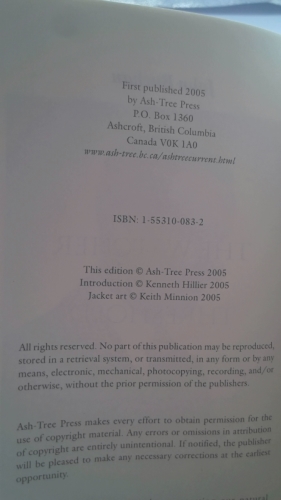 First published 2005
by Ash-Tree Press
P.O. Box 1360
Ashcroft, British Columbia
Canada V0K 1A0
www.ash-tree.bc.ca/ashtreecurrent.html
ISBN: 1-55310-083-2
This edition © Ash-Tree Press 2005
Introduction © Kenneth Hillier 2005
Jacket art © Keith Minnion 2005
All rights reserved. No part of this publication may be reproduced,
stored in a retrieval system, or transmitted, in any form or by any
means, electronic, mechanical, photocopying, recording, and/or
otherwise, without the prior permission of the publishers.
Ash-Tree Press makes every effort to obtain permission for the
use of copyright material. Any errors or omissions in attribution
of copyright are entirely unintentional. If notified, the publisher
will be pleased to make any necessary corrections at the earliest
opportunity.